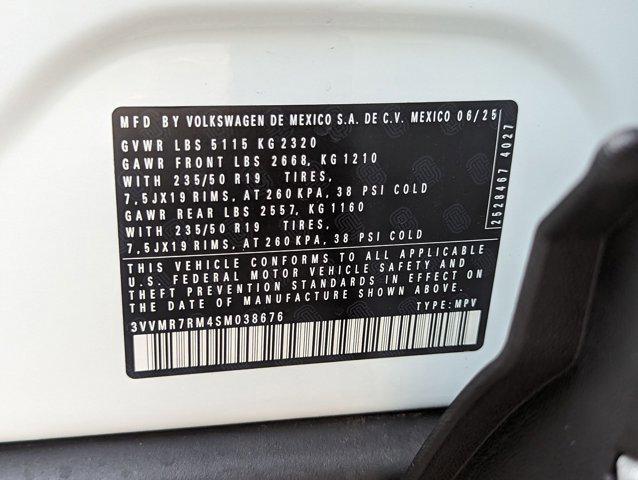 MFD BY VOLKSWAGEN DE MEXICO S.A. DE C.V. MEXICO 06/25
GVWR LBS 5115 KG 2320
GAWR FRONT LBS 2668, KG 1210
WITH 235/50 R19 TIRES,
7,5JX19 RIMS, AT 260 KPA, 38 PSI COLD
GAWR REAR LBS 2557, KG 1160
WITH 235/50 R19 TIRES,
7,5JX19 RIMS, AT 260 KPA, 38 PSI COLD
THIS VEHICLE CONFORMS TO ALL APPLICABLE
U.S. FEDERAL MOTOR VEHICLE SAFETY AND
THEFT PREVENTION STANDARDS IN EFFECT ON
THE DATE OF MANUFACTURE SHOWN ABOVE.
3VVMR7RM4SM038676 TYPE: MPV
2528467 4027